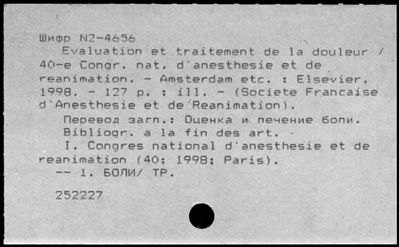 Шифр N2-4656
Evaluation et traitement de la douleur /
40-e Congr. nat. d'anesthesie et de
reanimation. - Amsterdam etc. : Elsevier,
1998. - 127 p. : ill. - (Societe Francaise
d'Anesthesie et de Reanimation).
Перевод загл.: Оценка и лечение боли.
Bibliogr. a la fin des art.
I. Congres national d'anesthesie et de
reanimation (40; 1998; Paris).
-- 1. БОЛИ/ ТР.
252227